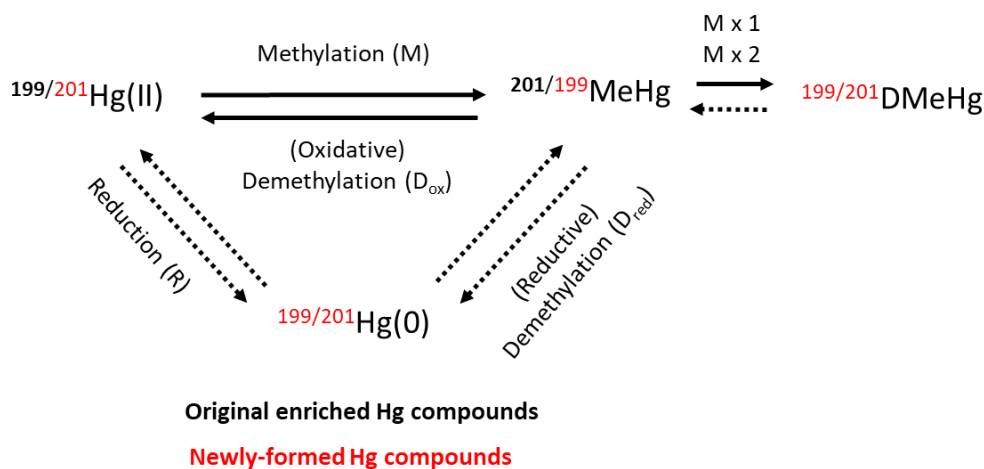 M x 1
M x 2
Methylation (M)
199/201Hg(II)
201/199MeHg
199/201DMeHg
(Oxidative)
Demethylation (Dox)
Reduction (R)
(Reductive)
Demethylation (Dred)
199/201Hg(0)
Original enriched Hg compounds
Newly-formed Hg compounds